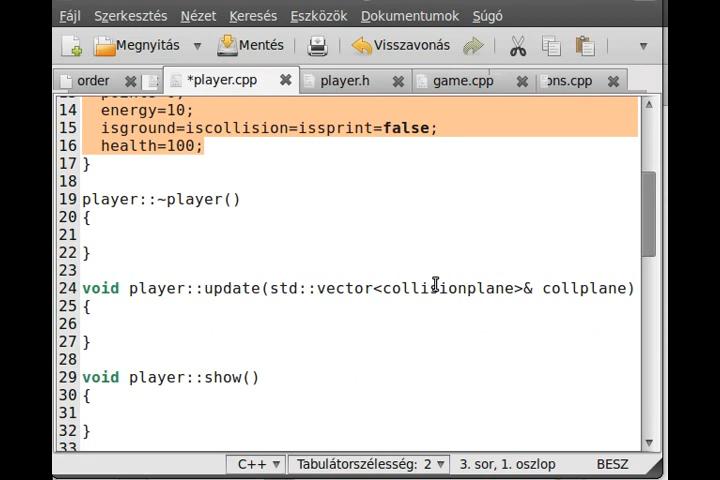 Fájl Szerkesztés Nézet Keresés Eszközök Dokumentumok Súgó
Megnyitás Mentés Visszavonás
order *player.cpp player.h game.cpp ons.cpp
14 energy=10;
15 isground=iscollision=issprint=false;
16 health=100;
17 }
18
19 player::~player()
20 {
21
22 }
23
24 void player::update(std::vector<collisionplane>& collplane)
25 {
26
27 }
28
29 void player::show()
30 {
31
32 }
33
C++ Tabulátorszélesség: 2 3. sor, 1. oszlop BESZ